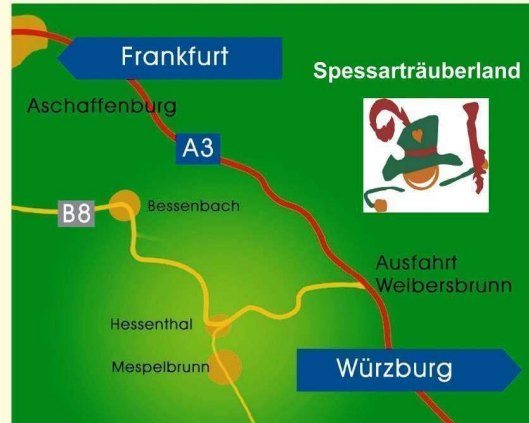 Frankfurt
Spessarträuberland
Aschaffenburg
A3
B8
Bessenbach
Ausfahrt
Weibersbrunn
Hessenthal
Mespelbrunn
Würzburg